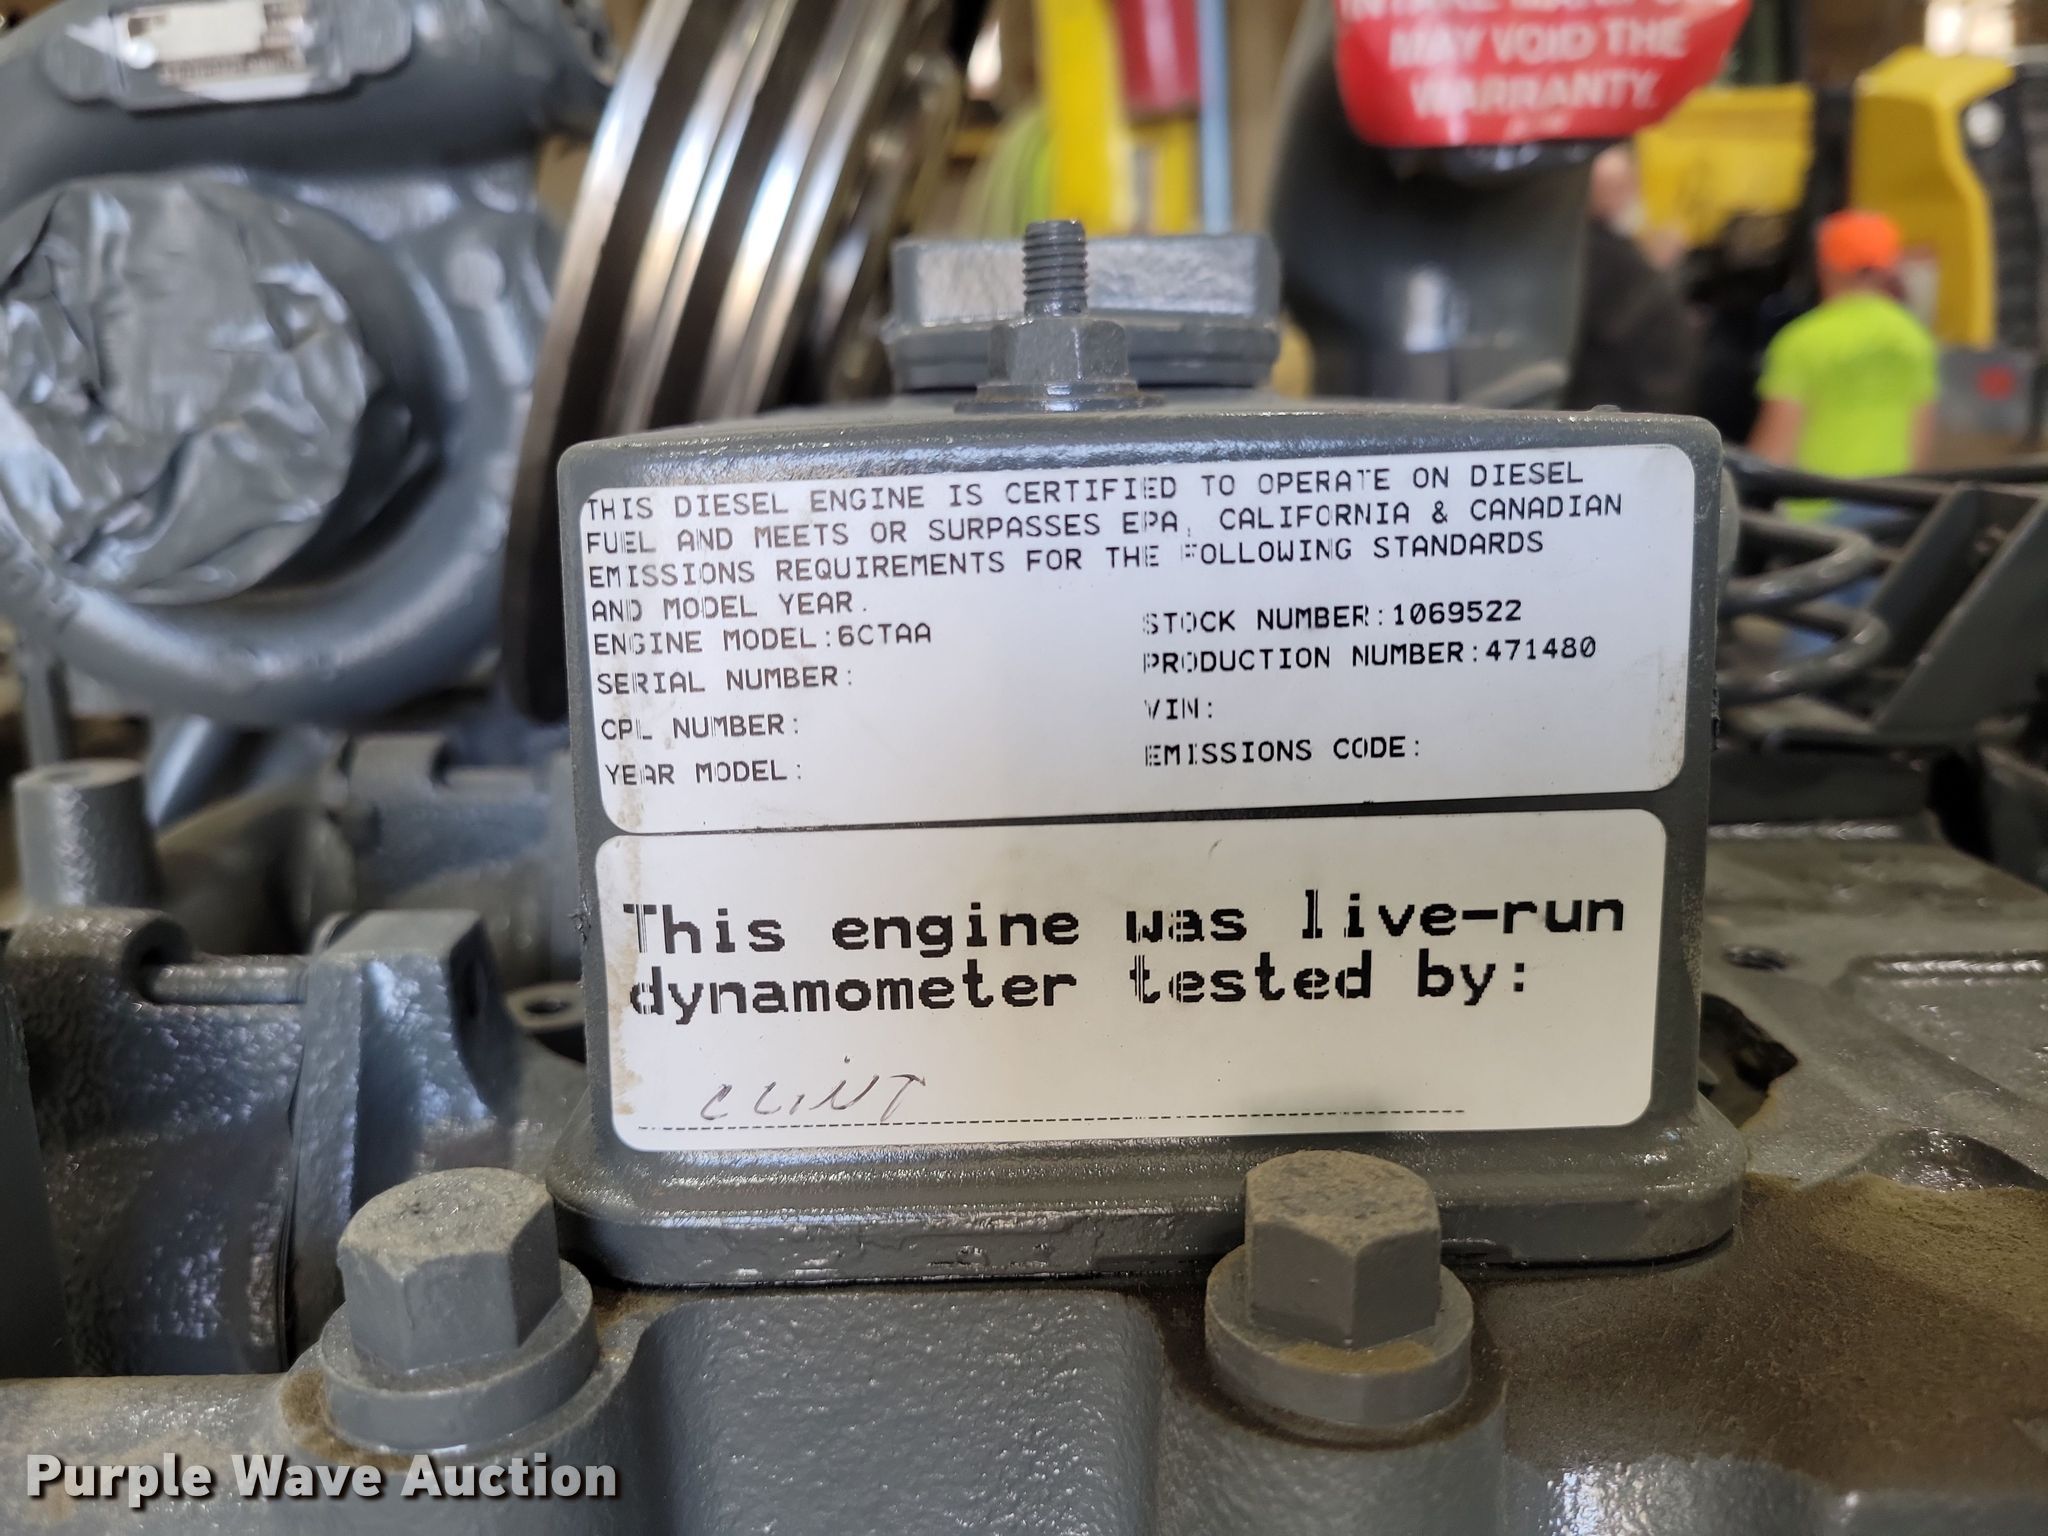 MAY VOID THE
WARRANTY.
THIS DIESEL ENGINE IS CERTIFIED TO OPERATE ON DIESEL
FUEL AND MEETS OR SURPASSES EPA, CALIFORNIA & CANADIAN
EMISSIONS REQUIREMENTS FOR THE FOLLOWING STANDARDS
AND MODEL YEAR.
ENGINE MODEL:6CTAA
SERIAL NUMBER:
CPL NUMBER:
YEAR MODEL:
STOCK NUMBER:1069522
PRODUCTION NUMBER:471480
VIN:
EMISSIONS CODE:
This engine was live-run
dynamometer tested by:
CLINT
Purple Wave Auction